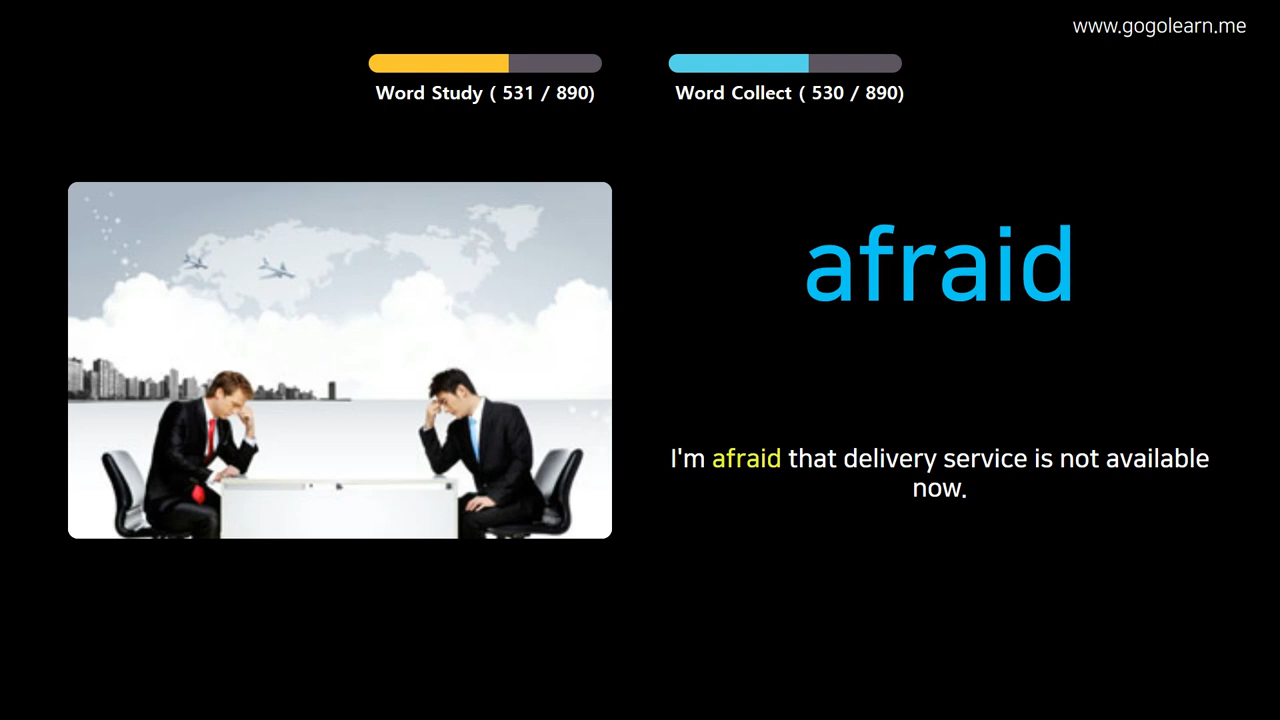 www.gogolearn.me
Word Study ( 531 / 890)
Word Collect ( 530 / 890)
afraid
I'm afraid that delivery service is not available
now.